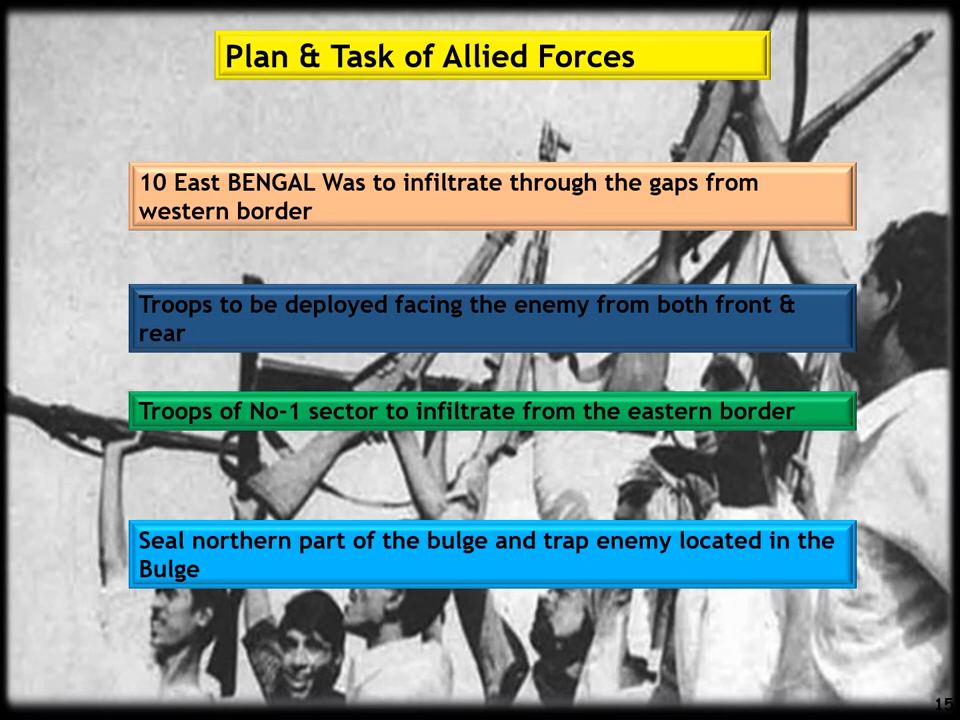 Plan & Task of Allied Forces
10 East BENGAL Was to infiltrate through the gaps from
western border
Troops to be deployed facing the enemy from both front &
rear
Troops of No-1 sector to infiltrate from the eastern border
Seal northern part of the bulge and trap enemy located in the
Bulge
15